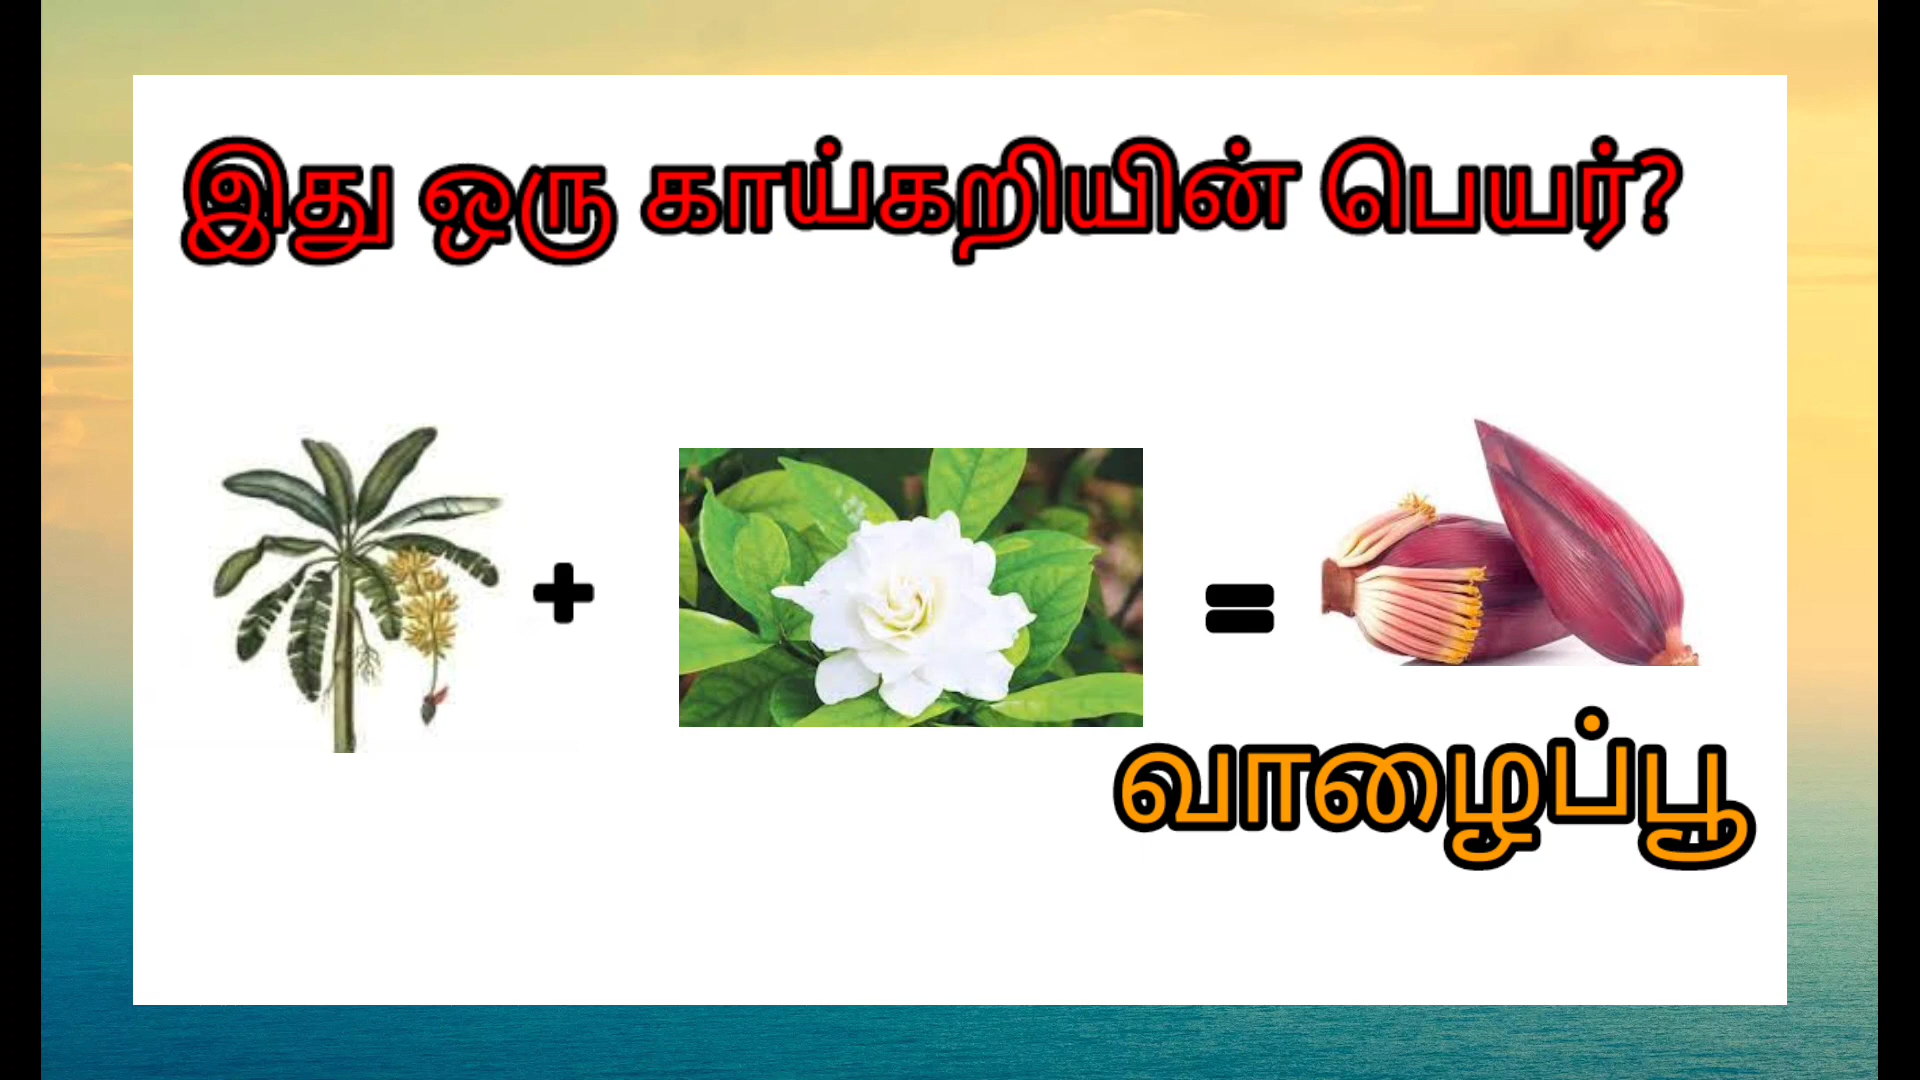 இது ஒரு காய்கறியின் பெயர்?
+
=
வாழைப்பூ